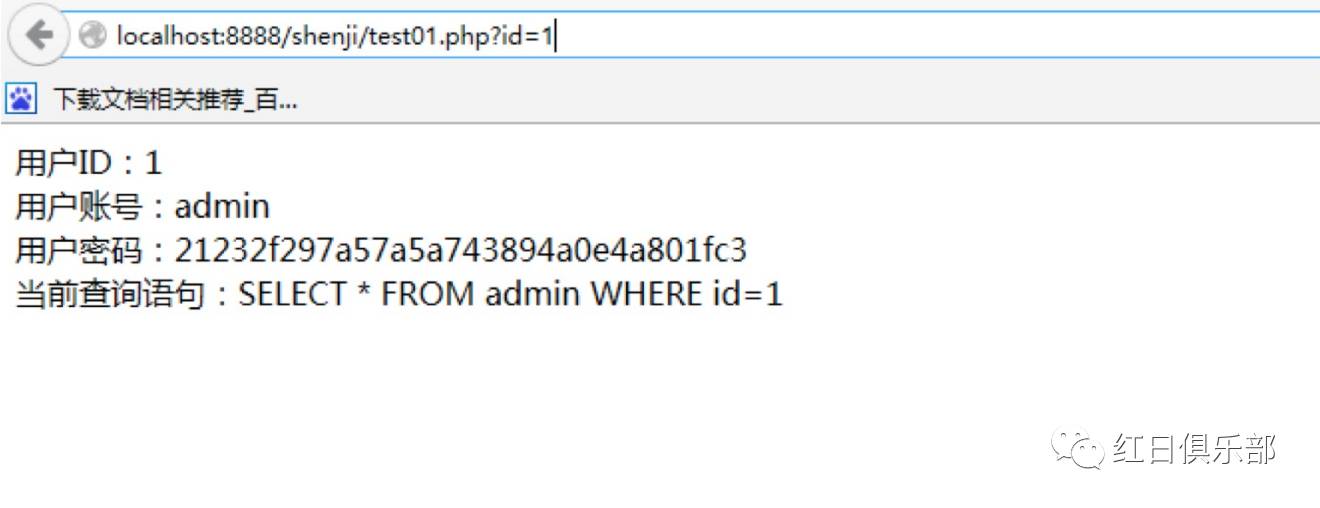 localhost:8888/shenji/test01.php?id=1
下载文档相关推荐_百...
用户ID：1
用户账号：admin
用户密码：21232f297a57a5a743894a0e4a801fc3
当前查询语句：SELECT * FROM admin WHERE id=1
红日俱乐部